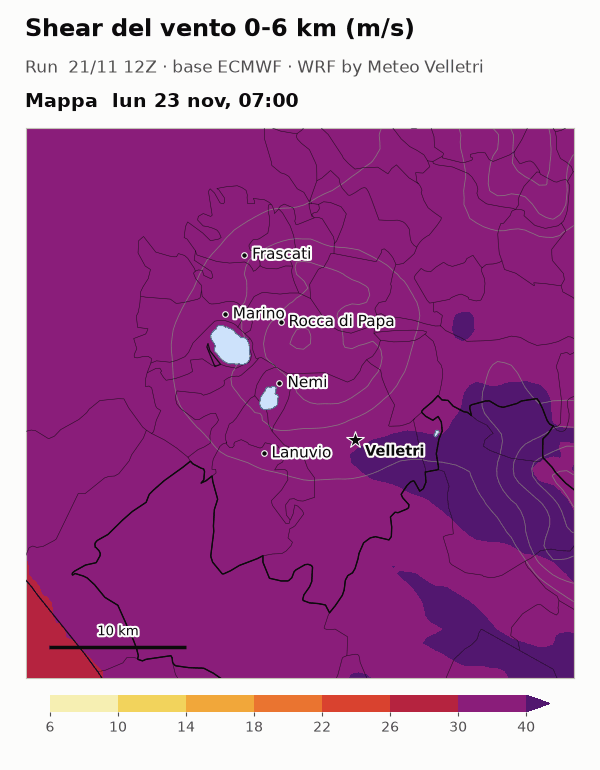 Shear del vento 0-6 km (m/s)
Run  21/11 12Z · base ECMWF · WRF by Meteo Velletri
Mappa  lun 23 nov, 07:00
Frascati
Marino
Rocca di Papa
Nemi
Velletri
Lanuvio
10 km
6 10 14 18 22 26 30 40